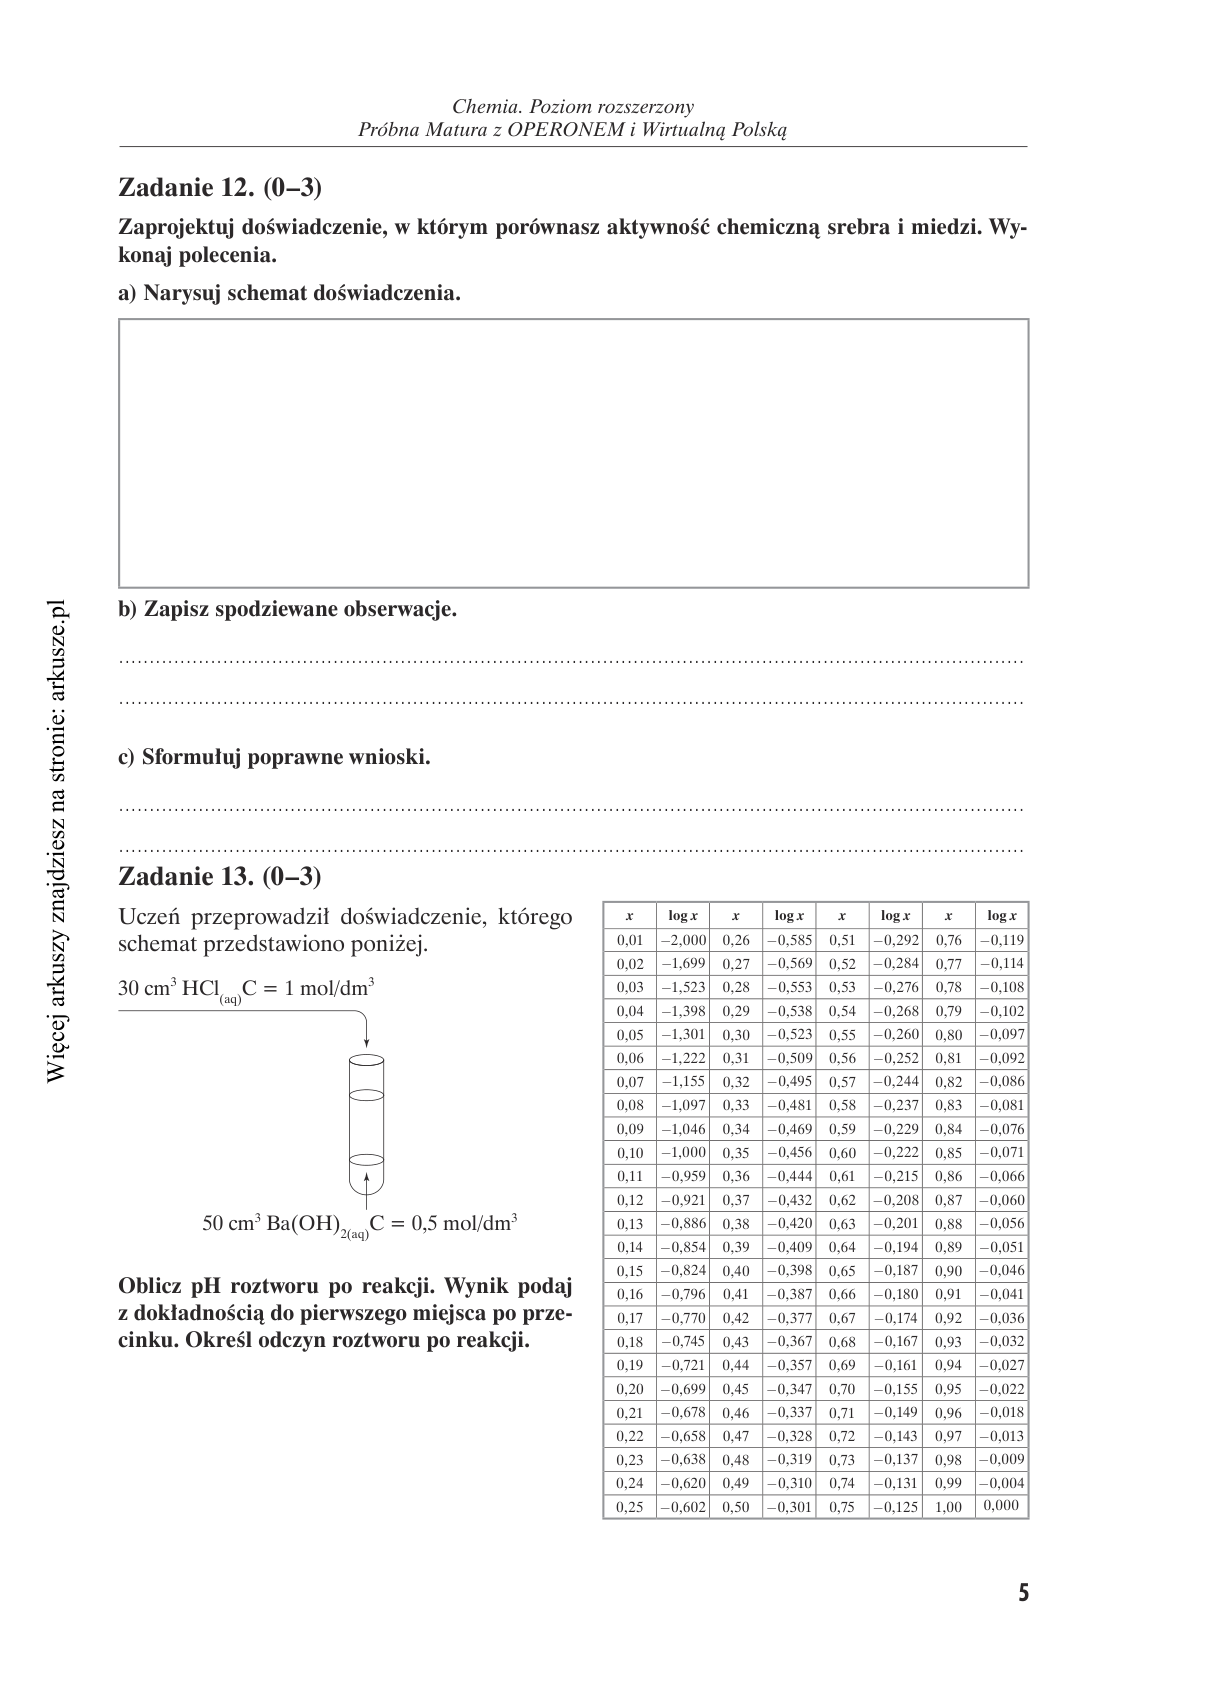 Chemia. Poziom rozszerzony
Próbna Matura z OPERONEM i Wirtualną Polską
Zadanie 12. (0–3)
Zaprojektuj doświadczenie, w którym porównasz aktywność chemiczną srebra i miedzi. Wy-
konaj polecenia.
a) Narysuj schemat doświadczenia.
b) Zapisz spodziewane obserwacje.
c) Sformułuj poprawne wnioski.
Zadanie 13. (0–3)
Uczeń przeprowadził doświadczenie, którego
schemat przedstawiono poniżej.
30 cm³ HCl(aq) C = 1 mol/dm³
50 cm³ Ba(OH)2(aq) C = 0,5 mol/dm³
Oblicz pH roztworu po reakcji. Wynik podaj
z dokładnością do pierwszego miejsca po prze-
cinku. Określ odczyn roztworu po reakcji.
x log x x log x x log x x log x
0,01 −2,000 0,26 −0,585 0,51 −0,292 0,76 −0,119
0,02 −1,699 0,27 −0,569 0,52 −0,284 0,77 −0,114
0,03 −1,523 0,28 −0,553 0,53 −0,276 0,78 −0,108
0,04 −1,398 0,29 −0,538 0,54 −0,268 0,79 −0,102
0,05 −1,301 0,30 −0,523 0,55 −0,260 0,80 −0,097
0,06 −1,222 0,31 −0,509 0,56 −0,252 0,81 −0,092
0,07 −1,155 0,32 −0,495 0,57 −0,244 0,82 −0,086
0,08 −1,097 0,33 −0,481 0,58 −0,237 0,83 −0,081
0,09 −1,046 0,34 −0,469 0,59 −0,229 0,84 −0,076
0,10 −1,000 0,35 −0,456 0,60 −0,222 0,85 −0,071
0,11 −0,959 0,36 −0,444 0,61 −0,215 0,86 −0,066
0,12 −0,921 0,37 −0,432 0,62 −0,208 0,87 −0,060
0,13 −0,886 0,38 −0,420 0,63 −0,201 0,88 −0,056
0,14 −0,854 0,39 −0,409 0,64 −0,194 0,89 −0,051
0,15 −0,824 0,40 −0,398 0,65 −0,187 0,90 −0,046
0,16 −0,796 0,41 −0,387 0,66 −0,180 0,91 −0,041
0,17 −0,770 0,42 −0,377 0,67 −0,174 0,92 −0,036
0,18 −0,745 0,43 −0,367 0,68 −0,167 0,93 −0,032
0,19 −0,721 0,44 −0,357 0,69 −0,161 0,94 −0,027
0,20 −0,699 0,45 −0,347 0,70 −0,155 0,95 −0,022
0,21 −0,678 0,46 −0,337 0,71 −0,149 0,96 −0,018
0,22 −0,658 0,47 −0,328 0,72 −0,143 0,97 −0,013
0,23 −0,638 0,48 −0,319 0,73 −0,137 0,98 −0,009
0,24 −0,620 0,49 −0,310 0,74 −0,131 0,99 −0,004
0,25 −0,602 0,50 −0,301 0,75 −0,125 1,00 0,000
5
Więcej arkuszy znajdziesz na stronie: arkusze.pl